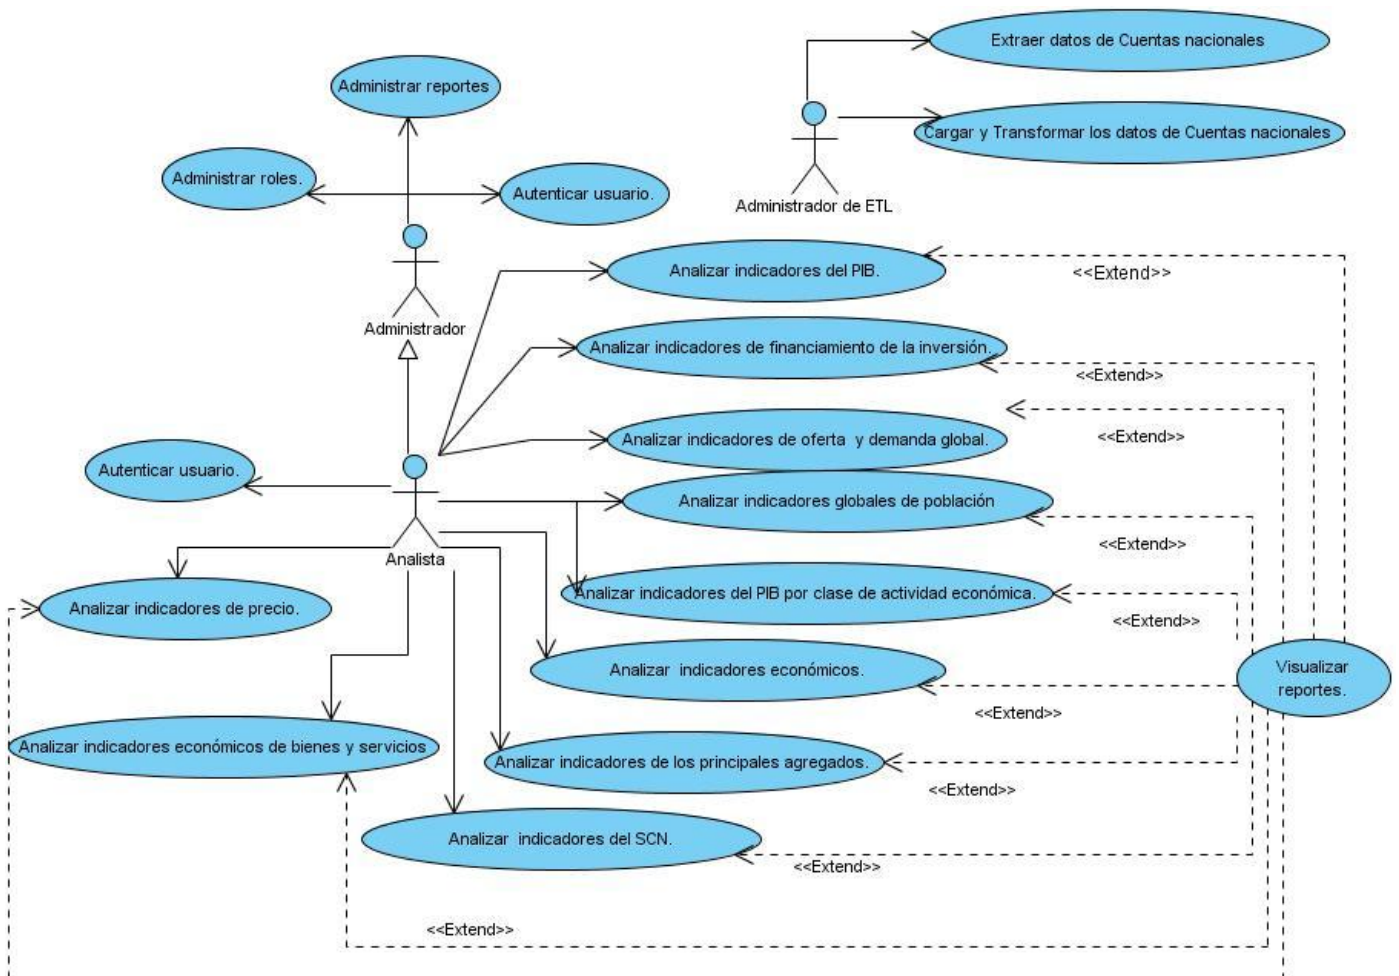 Extraer datos de Cuentas nacionales
Administrar reportes
Cargar y Transformar los datos de Cuentas nacionales
Administrar roles.
Autenticar usuario.
Administrador de ETL
Analizar indicadores del PIB.
<<Extend>>
Administrador
Analizar indicadores de financiamiento de la inversión.
<<Extend>>
Analizar indicadores de oferta y demanda global.
<<Extend>>
Autenticar usuario.
Analizar indicadores globales de población
<<Extend>>
Analista
Analizar indicadores de precio.
Analizar indicadores del PIB por clase de actividad económica.
<<Extend>>
Analizar indicadores económicos.
Visualizar
reportes.
<<Extend>>
Analizar indicadores económicos de bienes y servicios
Analizar indicadores de los principales agregados.
<<Extend>>
Analizar indicadores del SCN.
<<Extend>>
<<Extend>>